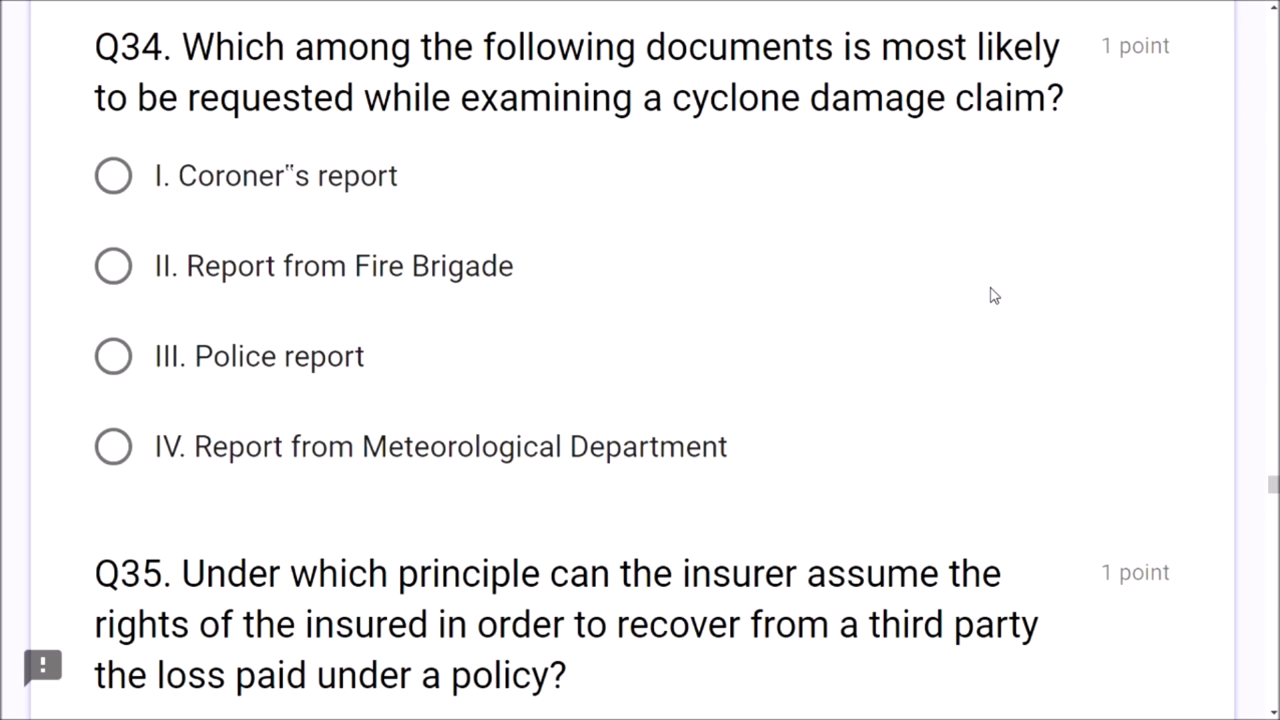 Q34. Which among the following documents is most likely
1 point
to be requested while examining a cyclone damage claim?
I. Coroner"s report
II. Report from Fire Brigade
III. Police report
IV. Report from Meteorological Department
Q35. Under which principle can the insurer assume the
1 point
rights of the insured in order to recover from a third party
the loss paid under a policy?